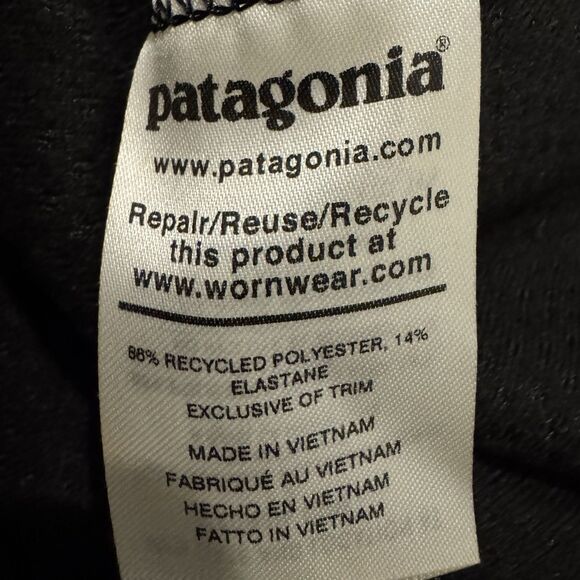 patagonia®
www.patagonia.com
Repair/Reuse/Recycle
this product at
www.wornwear.com
86% RECYCLED POLYESTER, 14%
ELASTANE
EXCLUSIVE OF TRIM
MADE IN VIETNAM
FABRIQUÉ AU VIETNAM
HECHO EN VIETNAM
FATTO IN VIETNAM